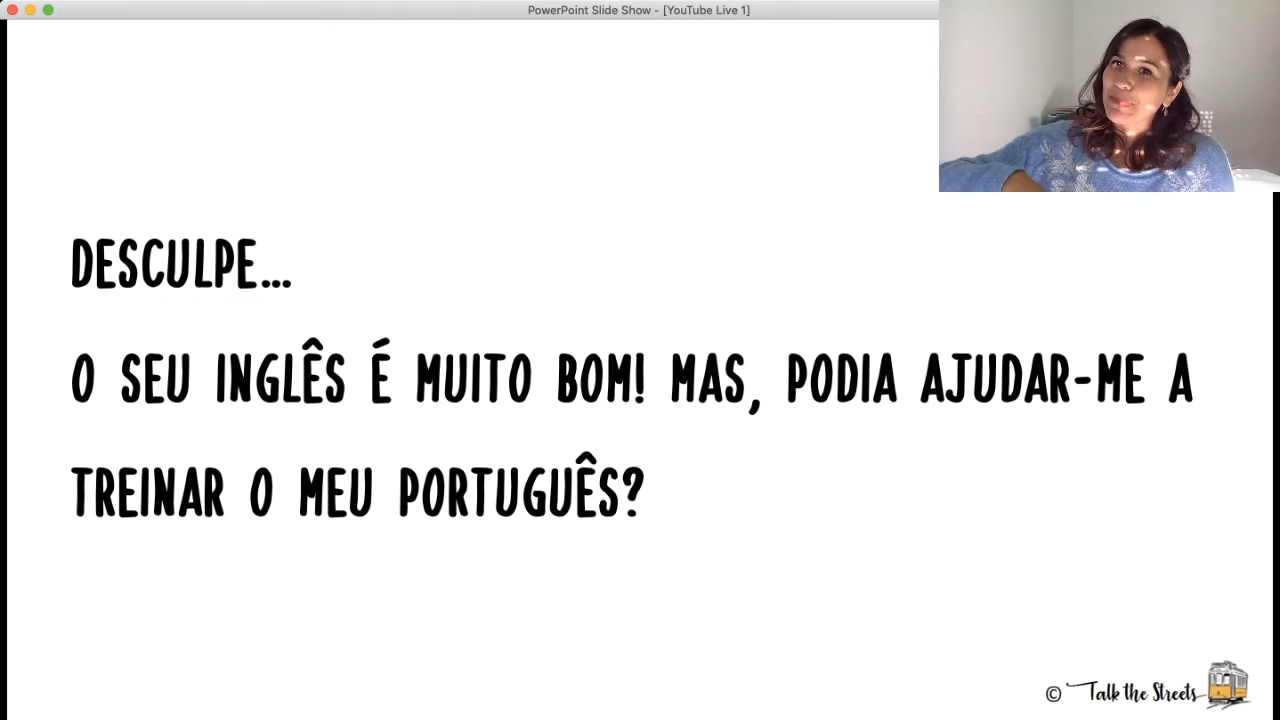 PowerPoint Slide Show - [YouTube Live 1]
DESCULPE...
O SEU INGLÊS É MUITO BOM! MAS, PODIA AJUDAR-ME A
TREINAR O MEU PORTUGUÊS?
© Talk the Streets